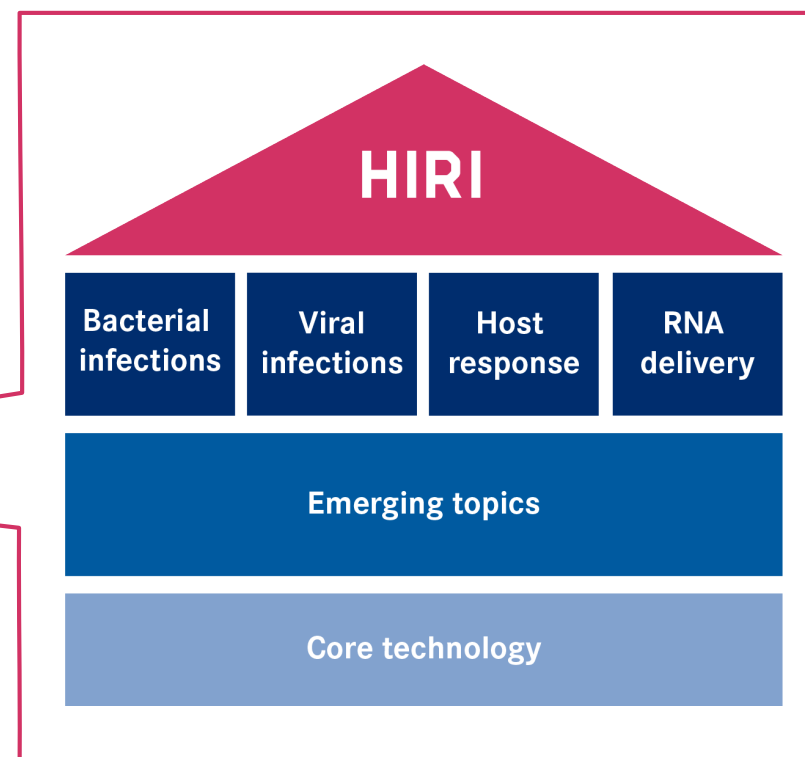 HIRI
Bacterial
infections
Viral
infections
Host
response
RNA
delivery
Emerging topics
Core technology